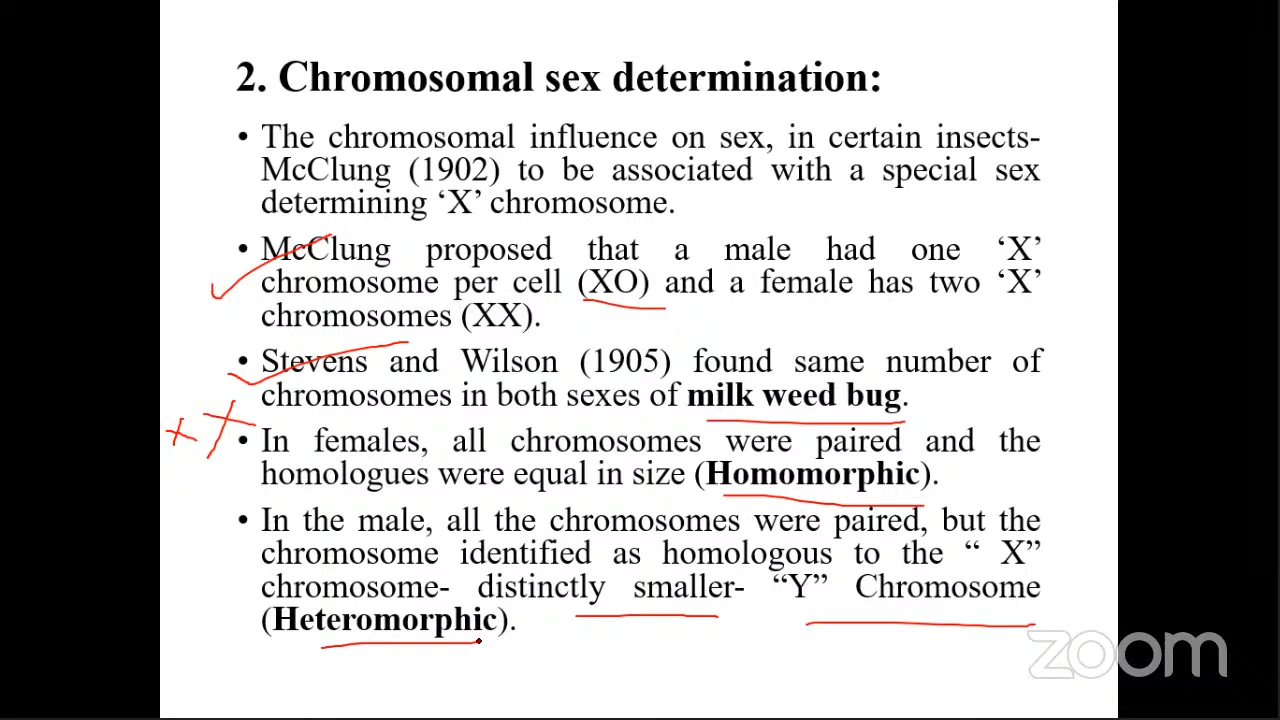 2. Chromosomal sex determination:
• The chromosomal influence on sex, in certain insects-
McClung (1902) to be associated with a special sex
determining ‘X’ chromosome.
• McClung proposed that a male had one ‘X’
chromosome per cell (XO) and a female has two ‘X’
chromosomes (XX).
• Stevens and Wilson (1905) found same number of
chromosomes in both sexes of milk weed bug.
x X
• In females, all chromosomes were paired and the
homologues were equal in size (Homomorphic).
• In the male, all the chromosomes were paired, but the
chromosome identified as homologous to the “ X”
chromosome- distinctly smaller- “Y” Chromosome
(Heteromorphic).
zoom